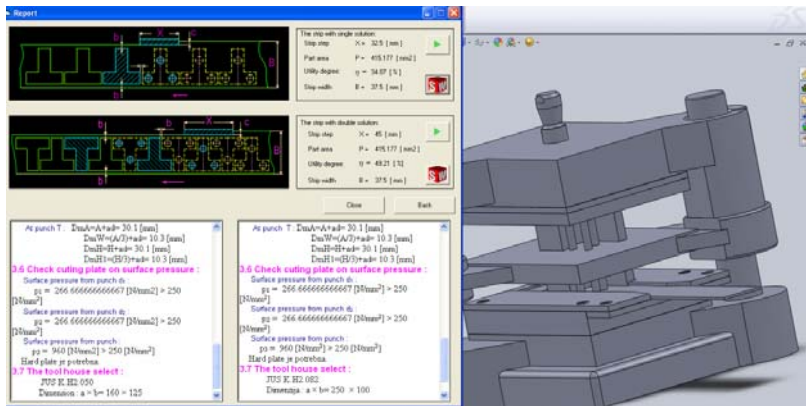 Report
The strip with single solution:
Strip step X = 32.5 [mm]
Part area P = 415.177 [mm2]
Utility degree: η = 34.07 [%]
Strip width: B = 37.5 [mm]
X
c
b
B
b
The strip with double solution:
Strip step X = 45 [mm]
Part area P = 415.177 [mm2]
Utility degree: η = 49.21 [%]
Strip width: B = 37.5 [mm]
b
b
X
c
B
b
Close Back
At punch T : DmA=A+ad= 30.1 [mm]
DmW=(A/3)+ad= 10.3 [mm]
DmH=H+ad= 30.1 [mm]
DmH1=(H/3)+ad= 10.3 [mm]
3.6 Check cuting plate on surface pressure :
Surface pressure from punch d₁ :
p₁ = 266.666666666667 [N/mm2] > 250
[N/mm²]
Surface pressure from punch d₂ :
p₂ = 266.666666666667 [N/mm2] > 250
[N/mm²]
Surface pressure from punch :
p₃ = 960 [N/mm2] > 250 [N/mm²]
Hard plate je potrebna.
3.7 The tool house select :
JUS K.H2.050
Dimension : a × b= 160 × 125
At punch T : DmA=A+ad= 30.1 [mm]
DmW=(A/3)+ad= 10.3 [mm]
DmH=H+ad= 30.1 [mm]
DmH1=(H/3)+ad= 10.3 [mm]
3.6 Check cuting plate on surface pressure :
Surface pressure from punch d₁ :
p₁ = 266.666666666667 [N/mm²] > 250
[N/mm²]
Surface pressure from punch d₂ :
p₂ = 266.666666666667 [N/mm²] > 250
[N/mm²]
Surface pressure from punch :
p₃ = 960 [N/mm²] > 250 [N/mm²]
Hard plate je potrebna.
3.7 The tool house select :
JUS K.H2.082
Dimenzija : a × b= 250 × 100